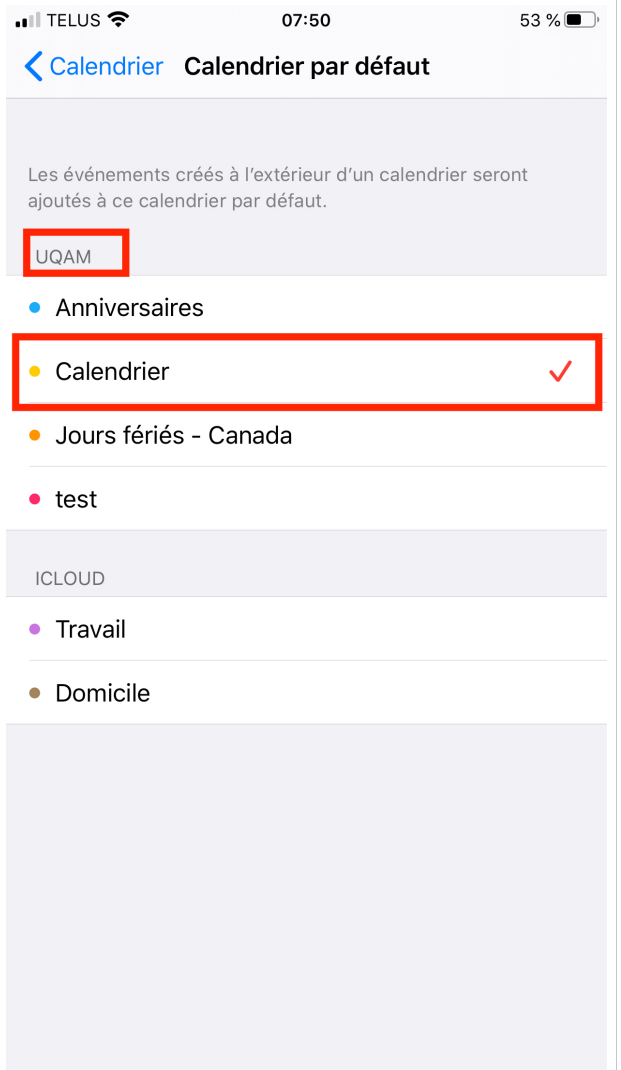 TELUS 07:50 53 %
Calendrier Calendrier par défaut
Les événements créés à l'extérieur d'un calendrier seront
ajoutés à ce calendrier par défaut.
UQAM
Anniversaires
Calendrier
Jours fériés - Canada
test
ICLOUD
Travail
Domicile